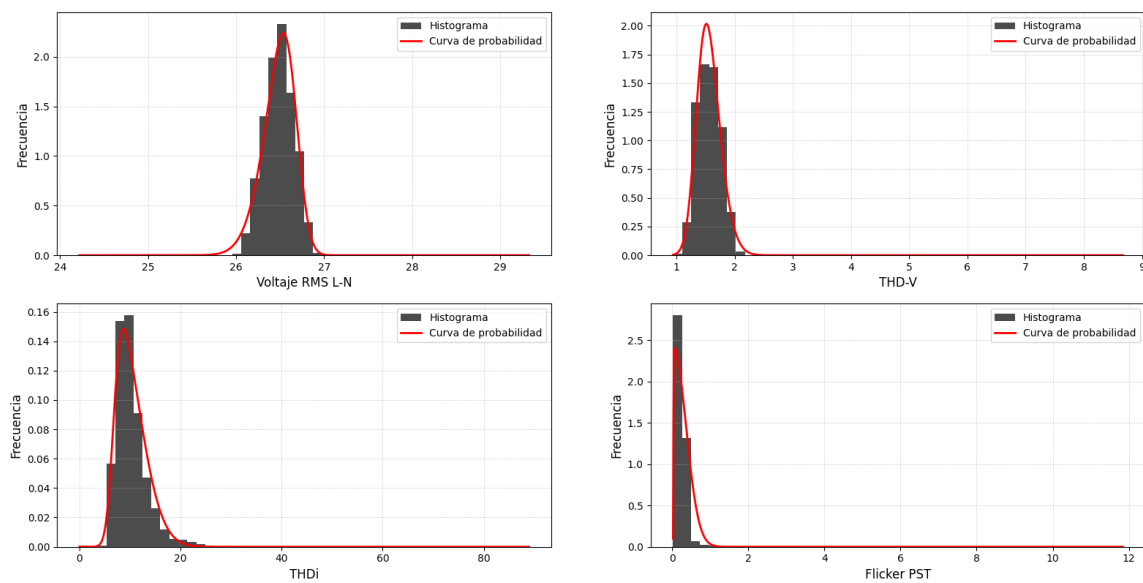 Histograma
Curva de probabilidad
Frecuencia
2.0
1.5
1.0
0.5
0.0
24 25 26 27 28 29
Voltaje RMS L-N
Histograma
Curva de probabilidad
Frecuencia
2.00
1.75
1.50
1.25
1.00
0.75
0.50
0.25
0.00
1 2 3 4 5 6 7 8 9
THD-V
Histograma
Curva de probabilidad
Frecuencia
0.16
0.14
0.12
0.10
0.08
0.06
0.04
0.02
0.00
0 20 40 60 80
THDi
Histograma
Curva de probabilidad
Frecuencia
2.5
2.0
1.5
1.0
0.5
0.0
0 2 4 6 8 10 12
Flicker PST